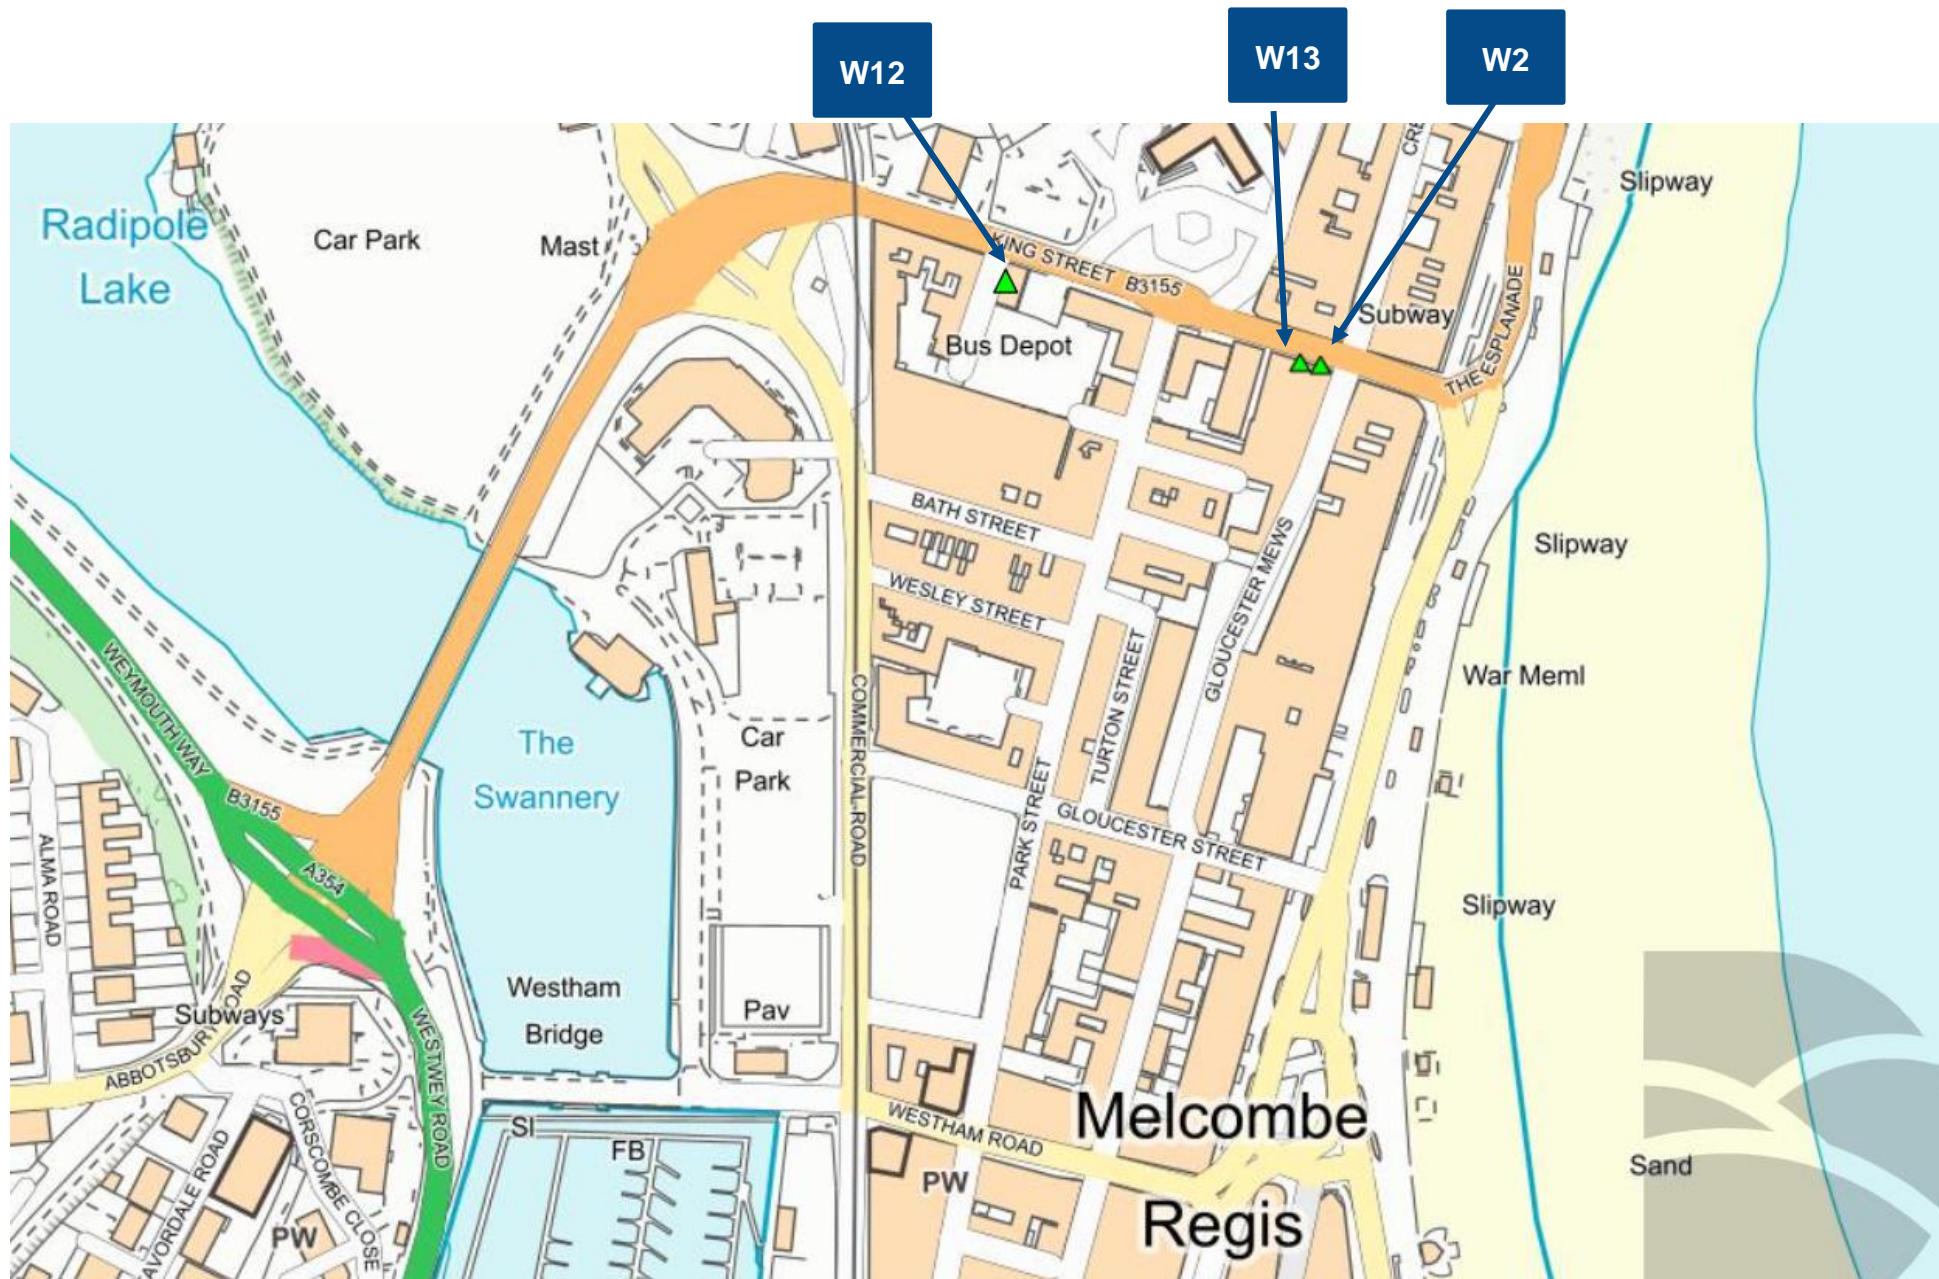 W12
W13
W2
CRE
Slipway
Radipole
Lake
Car Park
Mast
KING STREET B3155
Subway
Bus Depot
THE ESPLANADE
BATH STREET
WESLEY STREET
GLOUCESTER MEWS
Slipway
WEYMOUTH WAY
War Meml
The
Swannery
Car
Park
COMMERCIAL ROAD
TURTON STREET
PARK STREET
GLOUCESTER STREET
B3155
A354
ALMA ROAD
Slipway
Westham
Bridge
Pav
Subways
ABBOTSBURY ROAD
WESTWEY ROAD
CORSCOMBE CLOSE
AVORDALE ROAD
PW
SI
FB
WESTHAM ROAD
PW
Melcombe
Regis
Sand